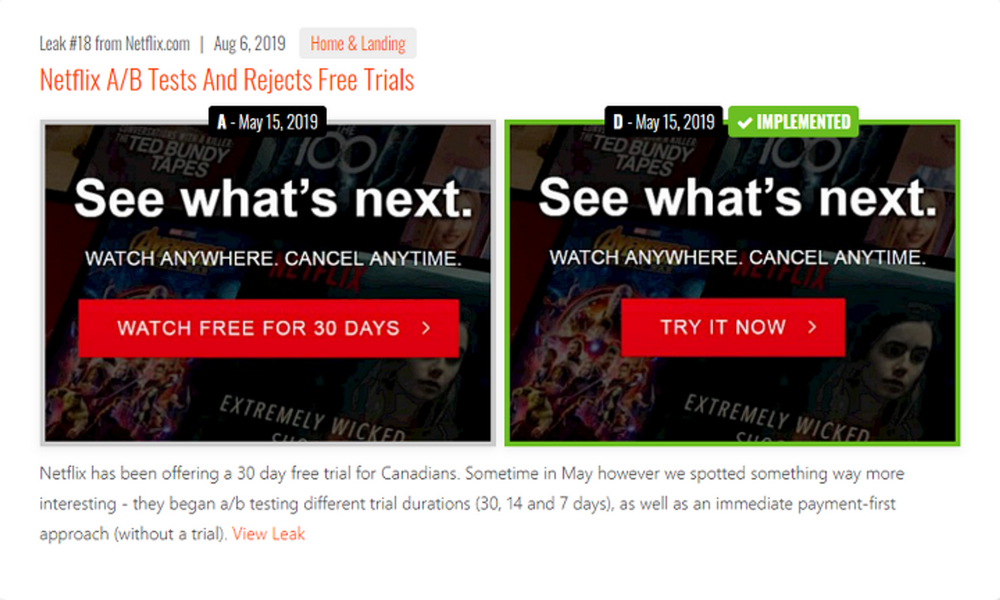 Leak #18 from Netflix.com | Aug 6, 2019 Home & Landing
Netflix A/B Tests And Rejects Free Trials
A - May 15, 2019
CONVERSATIONS WITH A KILLER:
THE TED BUNDY
TAPES
THE
100
See what's next.
AVENGERS
WATCH ANYWHERE. CANCEL ANYTIME.
NETFLIX
WATCH FREE FOR 30 DAYS >
EXTREMELY WICKED
D - May 15, 2019
✓ IMPLEMENTED
CONVERSATIONS WITH A KILLER:
THE TED BUNDY
TAPES
100
See what's next.
AVENGERS
WATCH ANYWHERE. CANCEL ANYTIME.
NETFLIX
TRY IT NOW >
EXTREMELY WICKED
Netflix has been offering a 30 day free trial for Canadians. Sometime in May however we spotted something way more
interesting - they began a/b testing different trial durations (30, 14 and 7 days), as well as an immediate payment-first
approach (without a trial). View Leak